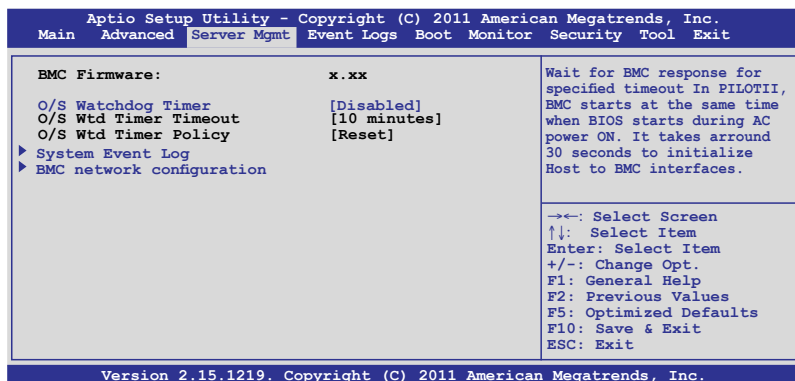 Aptio Setup Utility - Copyright (C) 2011 American Megatrends, Inc.
Main Advanced Server Mgmt Event Logs Boot Monitor Security Tool Exit
BMC Firmware: x.xx
O/S Watchdog Timer [Disabled]
O/S Wtd Timer Timeout [10 minutes]
O/S Wtd Timer Policy [Reset]
System Event Log
BMC network configuration
Wait for BMC response for
specified timeout In PILOTII,
BMC starts at the same time
when BIOS starts during AC
power ON. It takes arround
30 seconds to initialize
Host to BMC interfaces.
→←: Select Screen
↑↓: Select Item
Enter: Select Item
+/-: Change Opt.
F1: General Help
F2: Previous Values
F5: Optimized Defaults
F10: Save & Exit
ESC: Exit
Version 2.15.1219. Copyright (C) 2011 American Megatrends, Inc.